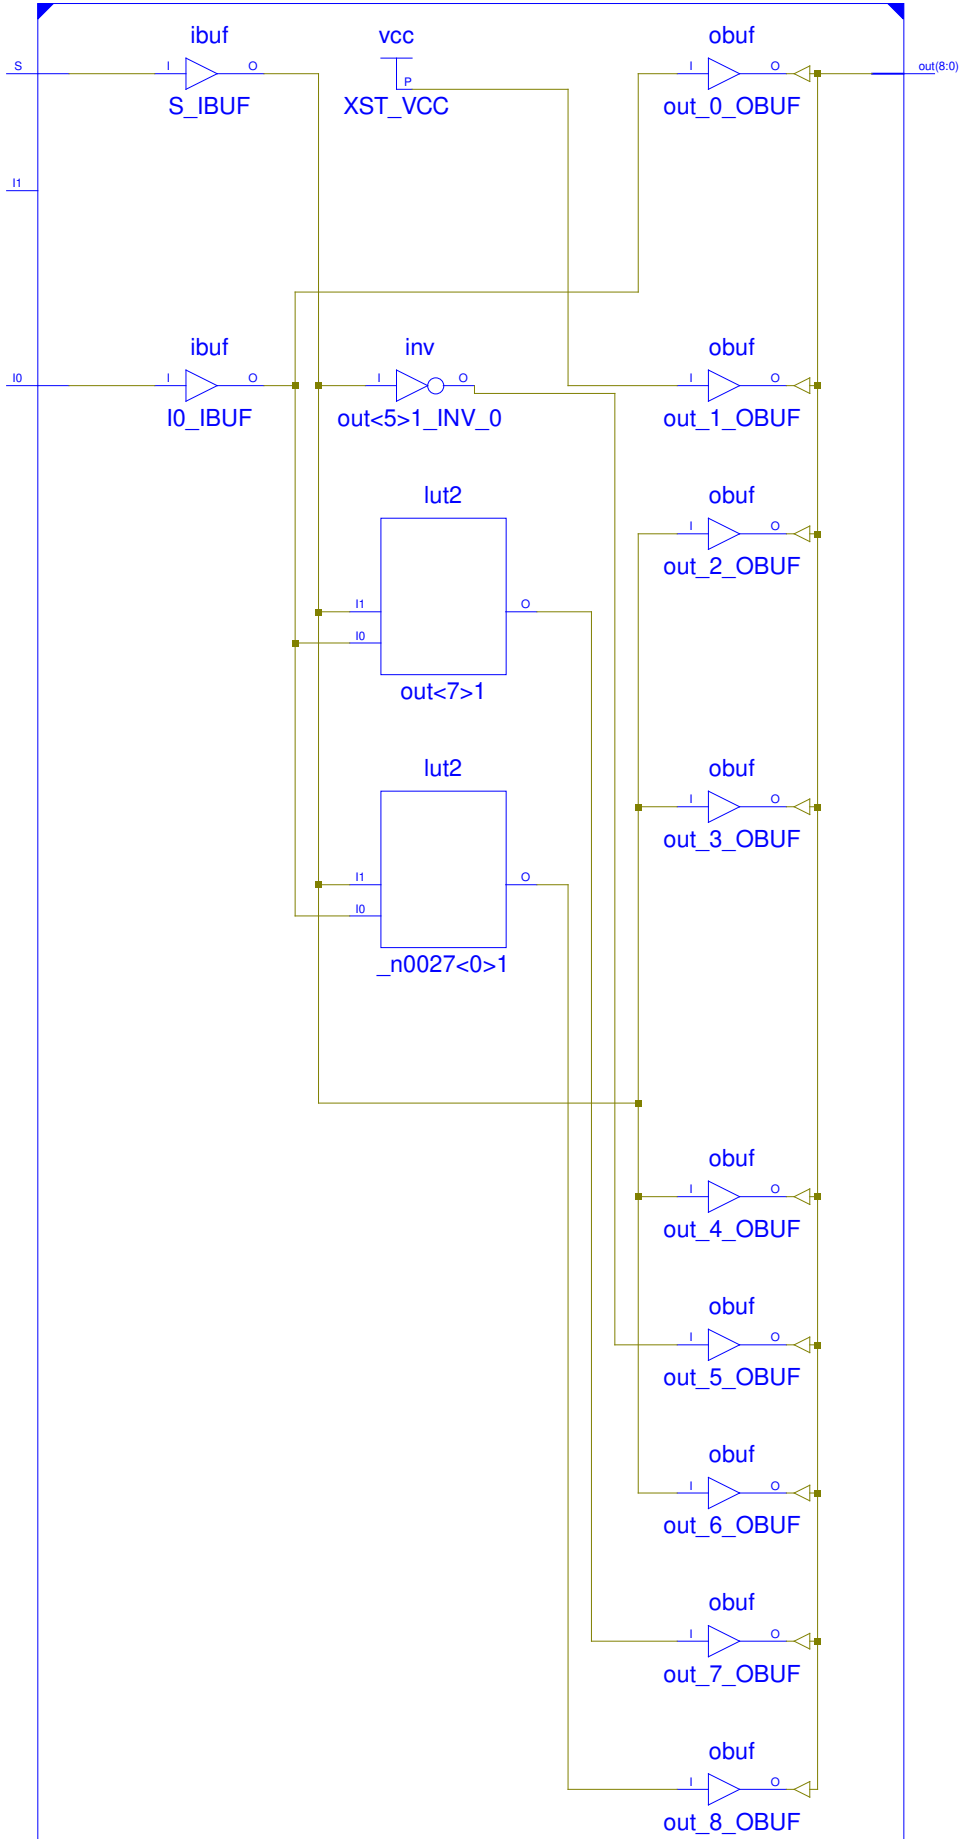 ibuf vcc obuf
S I O P I O out(8:0)
S_IBUF XST_VCC out_0_OBUF
I1
ibuf inv obuf
I0 I O I O I O
I0_IBUF out<5>1_INV_0 out_1_OBUF
lut2 obuf
I O
out_2_OBUF
I1 O
I0
out<7>1
lut2 obuf
I O
out_3_OBUF
I1 O
I0
_n0027<0>1
obuf
I O
out_4_OBUF
obuf
I O
out_5_OBUF
obuf
I O
out_6_OBUF
obuf
I O
out_7_OBUF
obuf
I O
out_8_OBUF